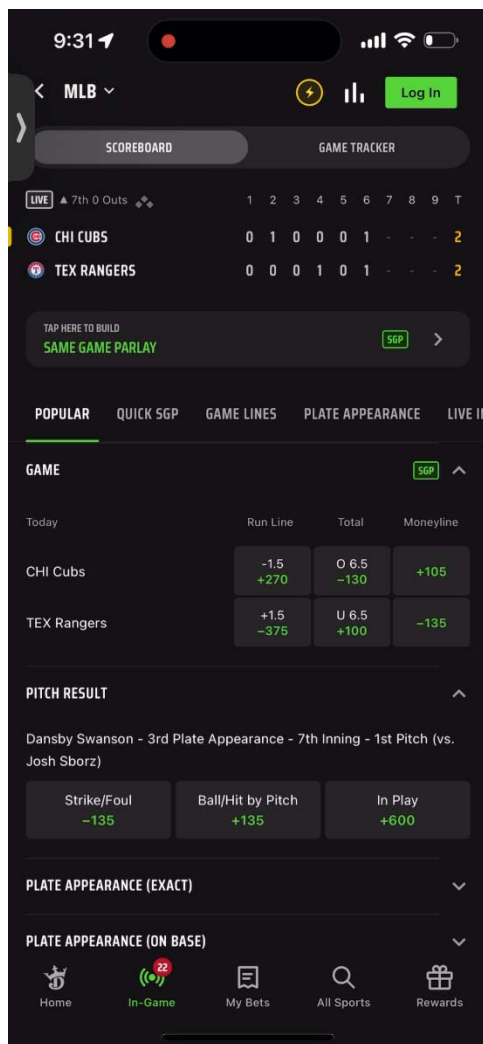 9:31
MLB
Log In
SCOREBOARD GAME TRACKER
LIVE ▲ 7th 0 Outs 1 2 3 4 5 6 7 8 9 T
CHI CUBS 0 1 0 0 0 1 - - - 2
TEX RANGERS 0 0 0 1 0 1 - - - 2
TAP HERE TO BUILD
SAME GAME PARLAY SGP
POPULAR QUICK SGP GAME LINES PLATE APPEARANCE LIVE
GAME SGP
Today Run Line Total Moneyline
CHI Cubs -1.5 +270 O 6.5 −130 +105
TEX Rangers +1.5 −375 U 6.5 +100 −135
PITCH RESULT
Dansby Swanson - 3rd Plate Appearance - 7th Inning - 1st Pitch (vs.
Josh Sborz)
Strike/Foul Ball/Hit by Pitch In Play
−135 +135 +600
PLATE APPEARANCE (EXACT)
PLATE APPEARANCE (ON BASE)
22
Home In-Game My Bets All Sports Rewards